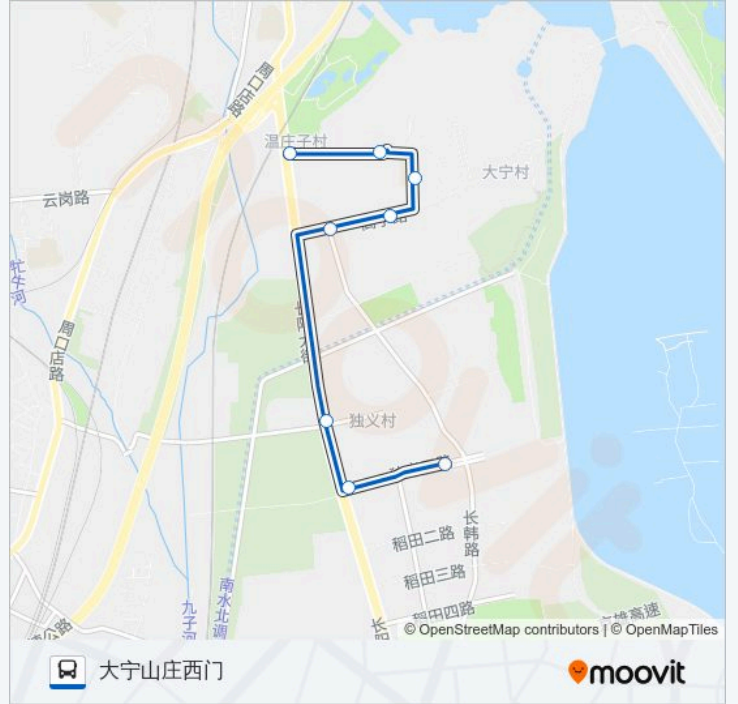 周口店路
温庄子村
大宁村
云岗路
牤牛河
周口店路
独义村
长韩路
稻田二路
稻田三路
稻田四路
南水北调
九子河
© OpenStreetMap contributors | © OpenMapTiles
大宁山庄西门
moovit